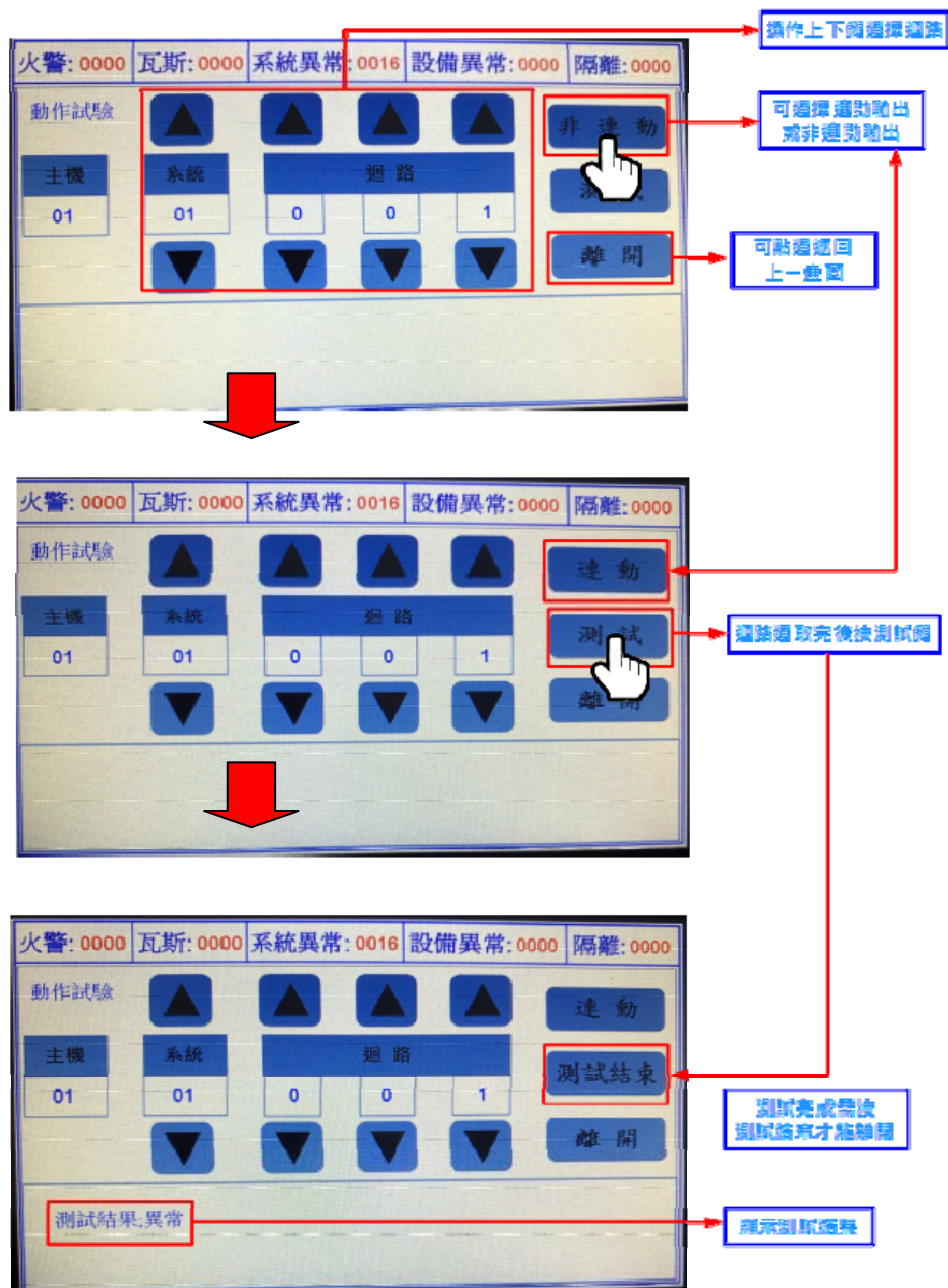 操作上下鍵選擇迴路
火警: 0000 瓦斯: 0000 系統異常: 0016 設備異常: 0000 隔離: 0000
動作試驗
非 連 動
可選擇連動輸出
或非連動輸出
主機 系統 迴 路
01 01 0 0 1
離 開
可點選返回
上一畫面
火警: 0000 瓦斯: 0000 系統異常: 0016 設備異常: 0000 隔離: 0000
動作試驗
連 動
主機 系統 迴 路
測 試
迴路選取完後按測試鍵
01 01 0 0 1
離 開
火警: 0000 瓦斯: 0000 系統異常: 0016 設備異常: 0000 隔離: 0000
動作試驗
連 動
主機 系統 迴 路
測試結束
01 01 0 0 1
測試完成需按
測試結束才能離開
離 開
測試結果:異常
顯示測試結果